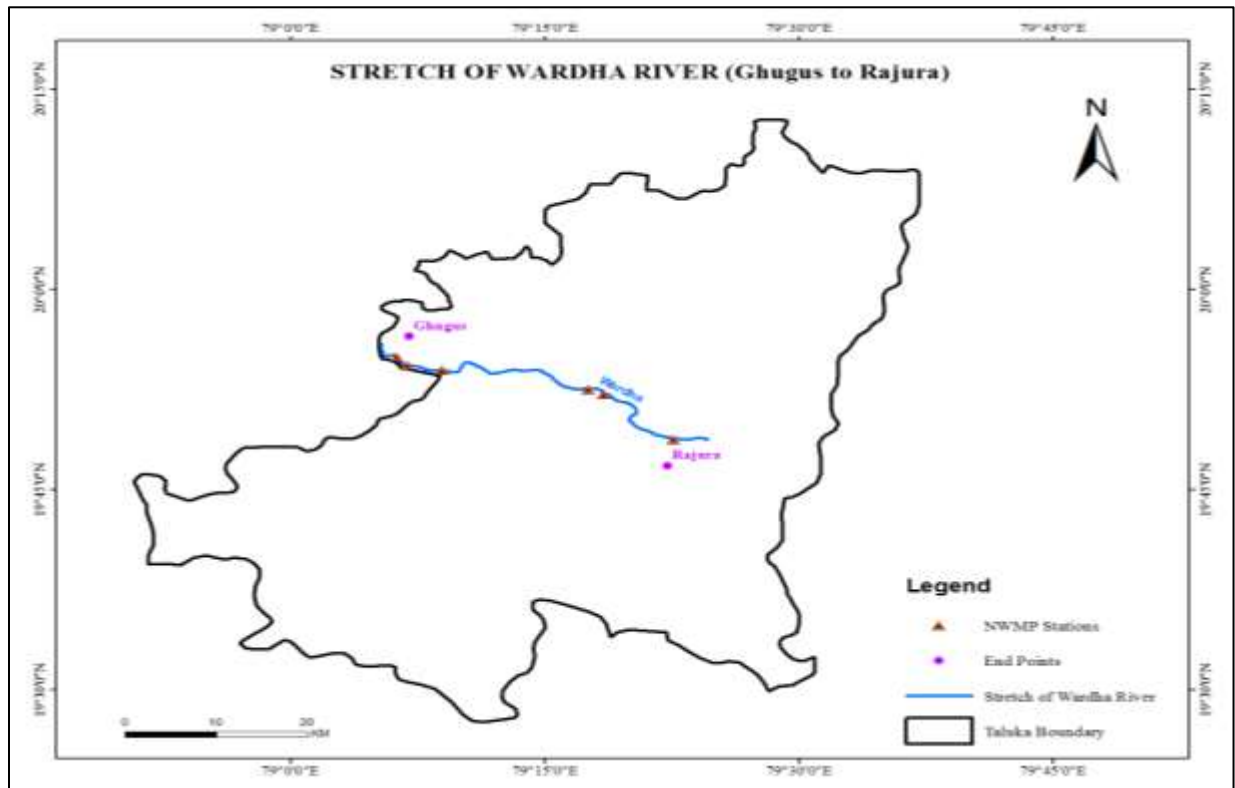 79°0'0"E 79°15'0"E 79°30'0"E 79°45'0"E
STRETCH OF WARDHA RIVER (Ghugus to Rajura)
N
20°15'0"N 20°15'0"N
20°0'0"N 20°0'0"N
Ghugus
Wardha
Rajura
19°45'0"N 19°45'0"N
Legend
NWMP Stations
End Points
Stretch of Wardha River
Taluka Boundary
19°30'0"N 19°30'0"N
0 10 20
KM
79°0'0"E 79°15'0"E 79°30'0"E 79°45'0"E